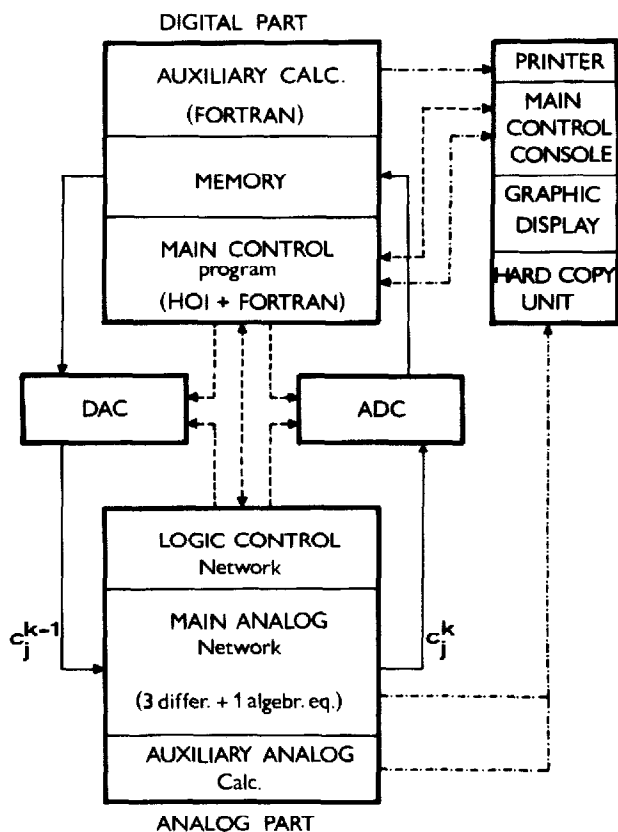 DIGITAL PART
AUXILIARY CALC.
(FORTRAN)
MEMORY
MAIN CONTROL
program
(HOI + FORTRAN)
PRINTER
MAIN
CONTROL
CONSOLE
GRAPHIC
DISPLAY
HARD COPY
UNIT
DAC
ADC
LOGIC CONTROL
Network
MAIN ANALOG
Network
(3 differ. + 1 algebr. eq.)
AUXILIARY ANALOG
Calc.
c_j^{k-1}
c_j^k
ANALOG PART